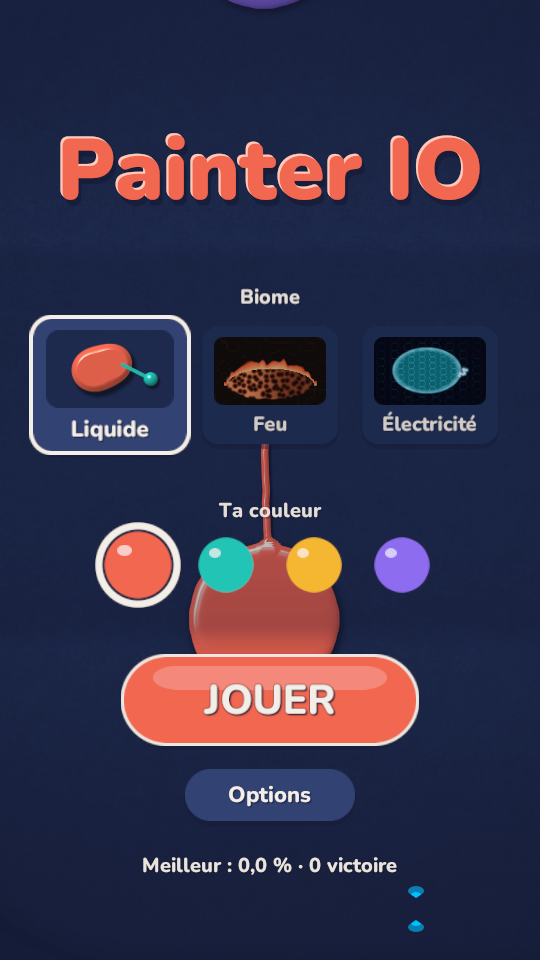 Painter IO
Biome
Liquide
Feu
Électricité
Ta couleur
JOUER
Options
Meilleur : 0,0 % · 0 victoire